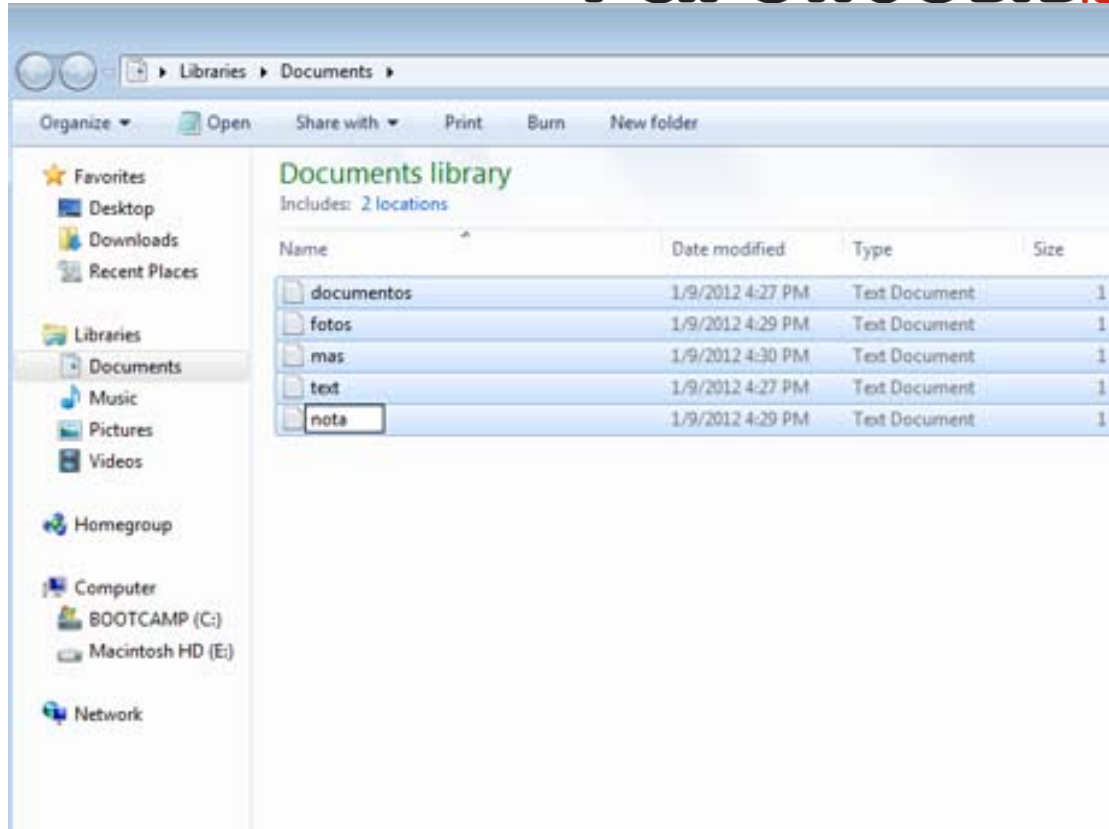 Libraries Documents
Organize Open Share with Print Burn New folder
Favorites
Desktop
Downloads
Recent Places
Libraries
Documents
Music
Pictures
Videos
Homegroup
Computer
BOOTCAMP (C:)
Macintosh HD (E:)
Network
Documents library
Includes: 2 locations
Name Date modified Type Size
documentos 1/9/2012 4:27 PM Text Document 1
fotos 1/9/2012 4:29 PM Text Document 1
mas 1/9/2012 4:30 PM Text Document 1
text 1/9/2012 4:27 PM Text Document 1
nota 1/9/2012 4:29 PM Text Document 1